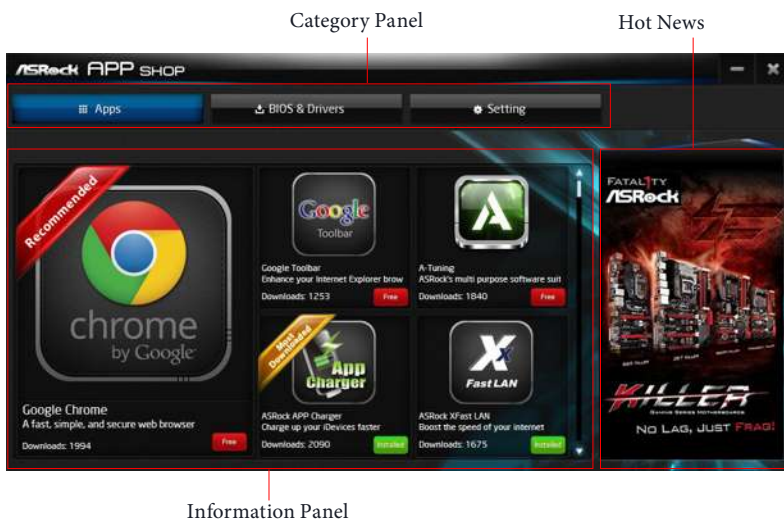 Category Panel
Hot News
ASRock APP SHOP
Apps
BIOS & Drivers
Setting
Recommended
chrome
by Google
Google Chrome
A fast, simple, and secure web browser
Downloads: 1994
Free
Google
Toolbar
Google Toolbar
Enhance your Internet Explorer brow
Downloads: 1253
Free
A-Tuning
ASRock's multi purpose software suit
Downloads: 1840
Free
Most
Downloaded
App
Charger
ASRock APP Charger
Charge up your iDevices faster
Downloads: 2090
Installed
X
Fast LAN
ASRock XFast LAN
Boost the speed of your internet
Downloads: 1675
Installed
FATAL1TY
ASRock
KILLER
GAMING SERIES MOTHERBOARDS
NO LAG, JUST FRAG!
Information Panel